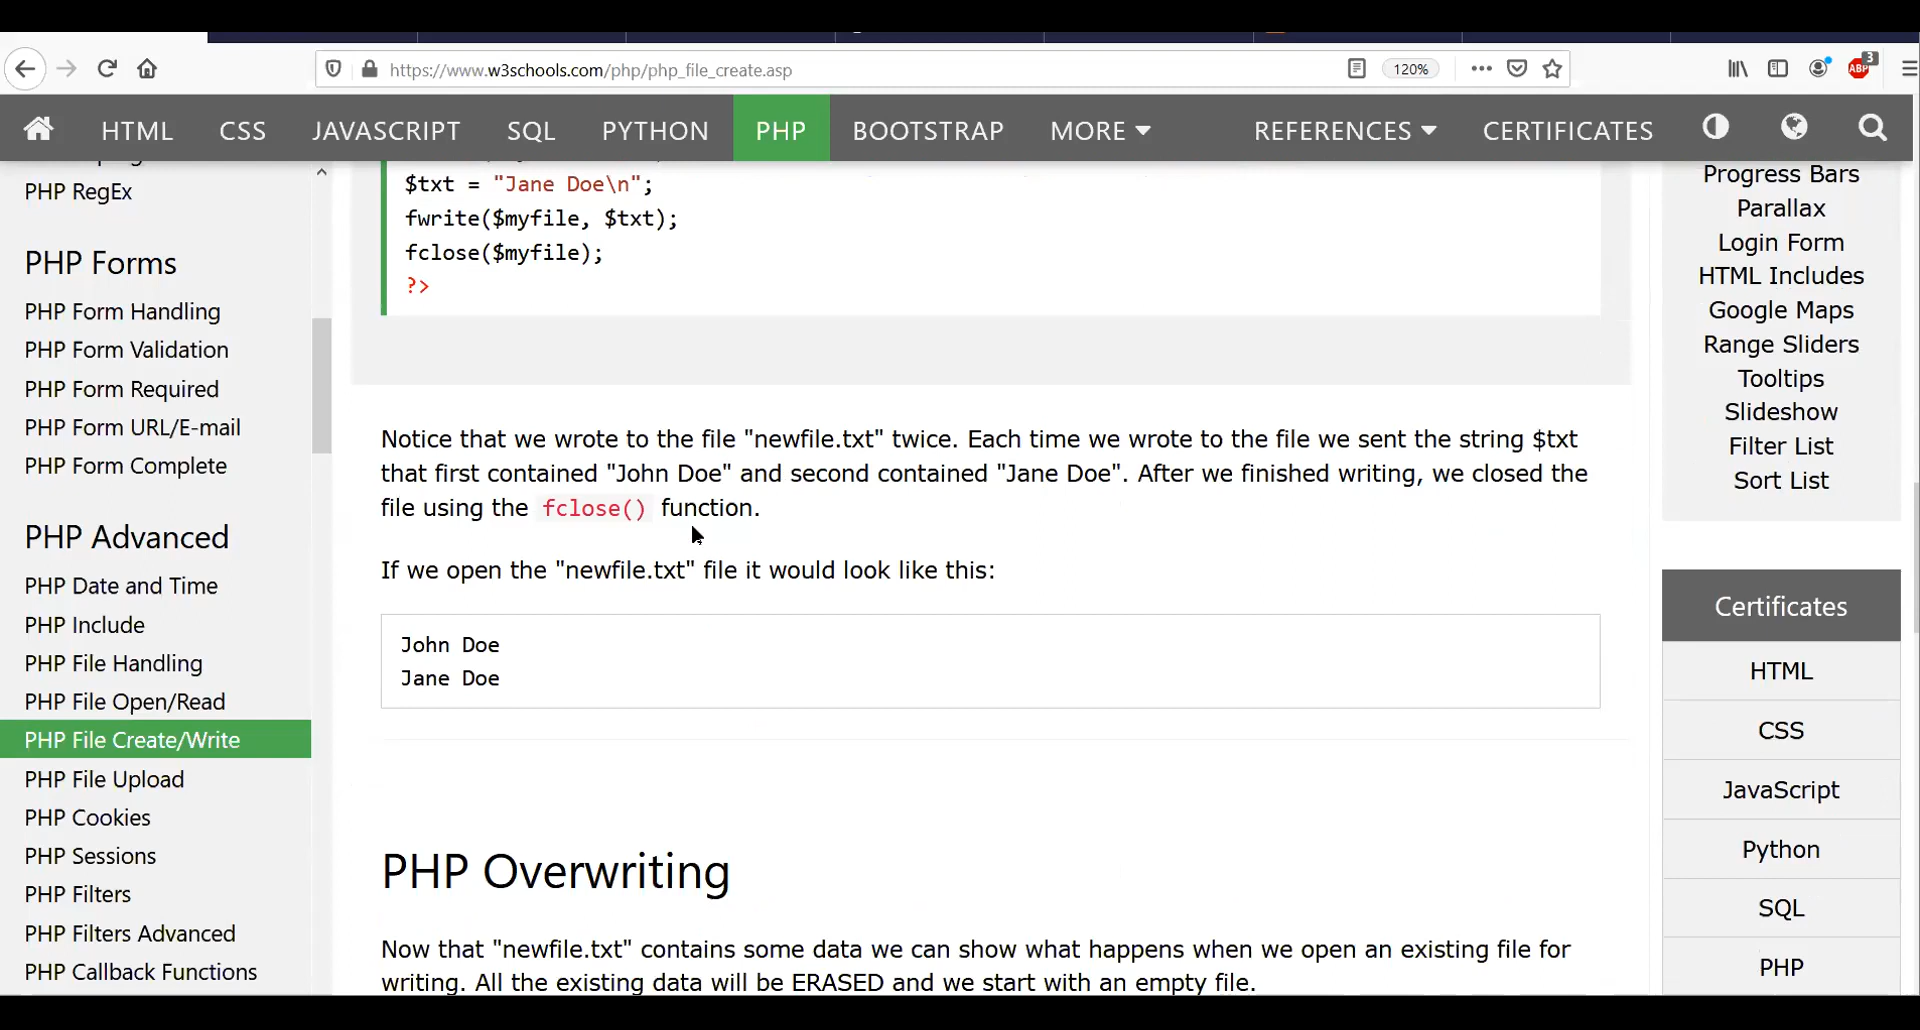 https://www.w3schools.com/php/php_file_create.asp
120%
ABP
3
HTML CSS JAVASCRIPT SQL PYTHON PHP BOOTSTRAP MORE REFERENCES CERTIFICATES
PHP RegEx
PHP Forms
PHP Form Handling
PHP Form Validation
PHP Form Required
PHP Form URL/E-mail
PHP Form Complete
PHP Advanced
PHP Date and Time
PHP Include
PHP File Handling
PHP File Open/Read
PHP File Create/Write
PHP File Upload
PHP Cookies
PHP Sessions
PHP Filters
PHP Filters Advanced
PHP Callback Functions
$txt = "Jane Doe\n";
fwrite($myfile, $txt);
fclose($myfile);
?>
Notice that we wrote to the file "newfile.txt" twice. Each time we wrote to the file we sent the string $txt
that first contained "John Doe" and second contained "Jane Doe". After we finished writing, we closed the
file using the fclose() function.
If we open the "newfile.txt" file it would look like this:
John Doe
Jane Doe
PHP Overwriting
Now that "newfile.txt" contains some data we can show what happens when we open an existing file for
writing. All the existing data will be ERASED and we start with an empty file.
Progress Bars
Parallax
Login Form
HTML Includes
Google Maps
Range Sliders
Tooltips
Slideshow
Filter List
Sort List
Certificates
HTML
CSS
JavaScript
Python
SQL
PHP